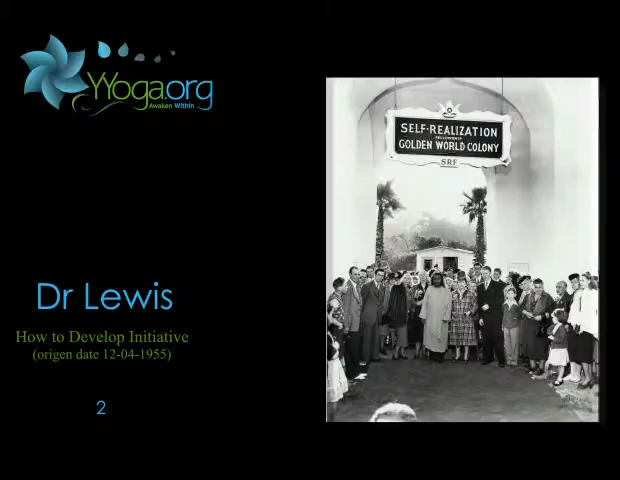 YYoga.org
Awaken Within
SELF-REALIZATION
FELLOWSHIP
GOLDEN WORLD COLONY
SRF
Dr Lewis
How to Develop Initiative
(origen date 12-04-1955)
2